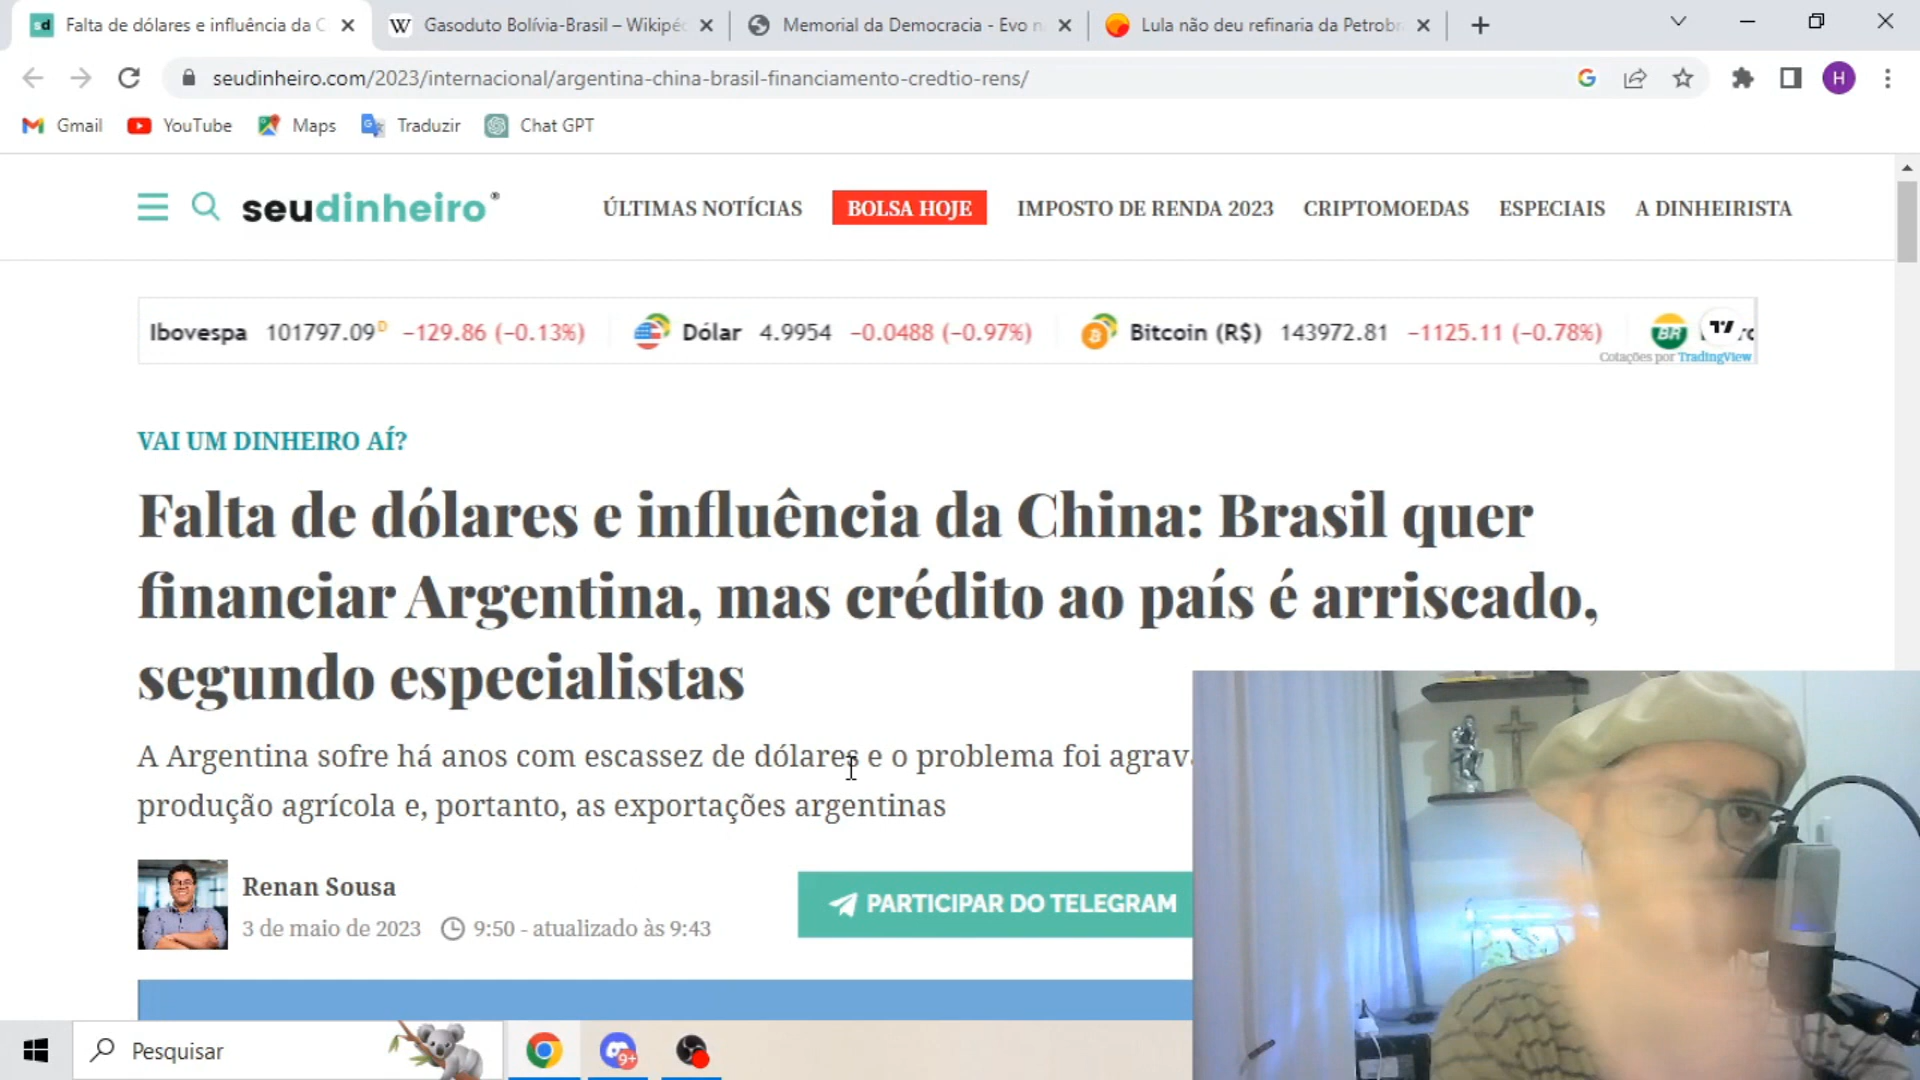 Falta de dólares e influência da C
Gasoduto Bolívia-Brasil – Wikipéd
Memorial da Democracia - Evo n
Lula não deu refinaria da Petrobr
seudinheiro.com/2023/internacional/argentina-china-brasil-financiamento-credtio-rens/
H
Gmail
YouTube
Maps
Traduzir
Chat GPT
seudinheiro
ÚLTIMAS NOTÍCIAS
BOLSA HOJE
IMPOSTO DE RENDA 2023
CRIPTOMOEDAS
ESPECIAIS
A DINHEIRISTA
Ibovespa 101797.09 D −129.86 (−0.13%)
Dólar 4.9954 −0.0488 (−0.97%)
Bitcoin (R$) 143972.81 −1125.11 (−0.78%)
BR
Cotações por TradingView
VAI UM DINHEIRO AÍ?
Falta de dólares e influência da China: Brasil quer
financiar Argentina, mas crédito ao país é arriscado,
segundo especialistas
A Argentina sofre há anos com escassez de dólares e o problema foi agrav
produção agrícola e, portanto, as exportações argentinas
Renan Sousa
3 de maio de 2023 9:50 - atualizado às 9:43
PARTICIPAR DO TELEGRAM
Pesquisar
9+